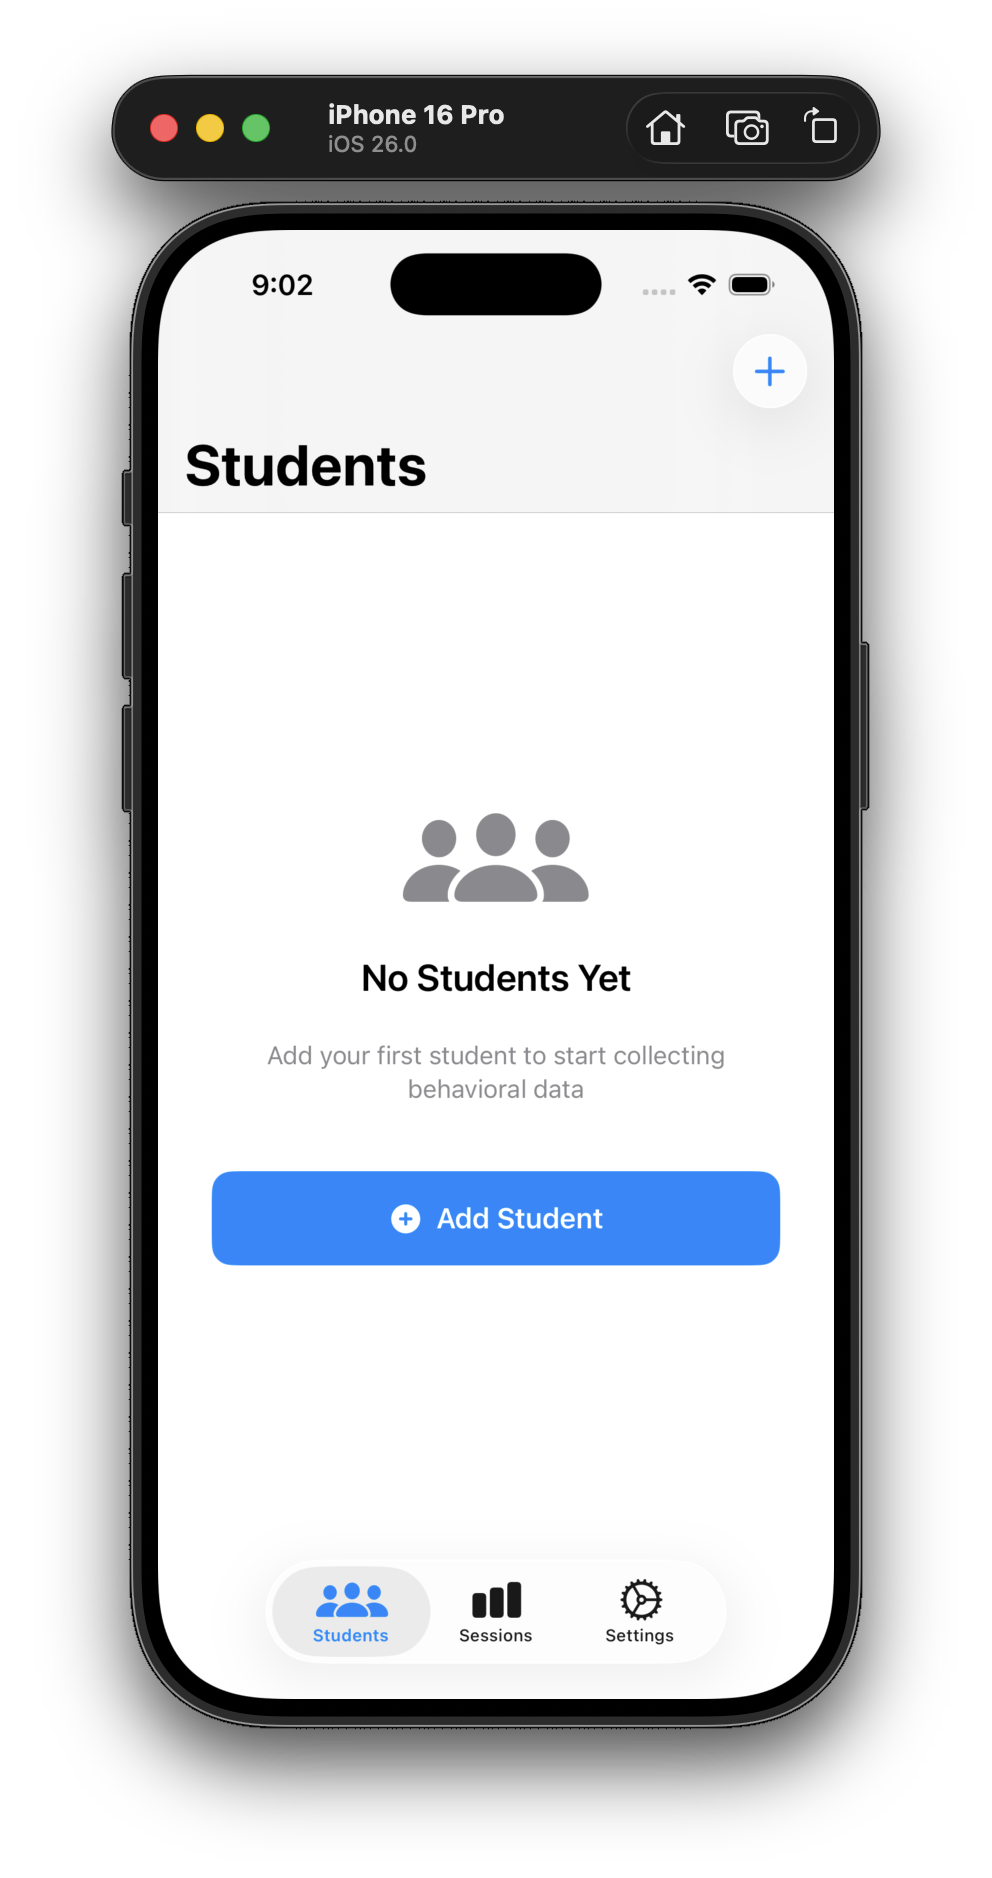 iPhone 16 Pro
iOS 26.0
9:02
Students
No Students Yet
Add your first student to start collecting
behavioral data
Add Student
Students
Sessions
Settings